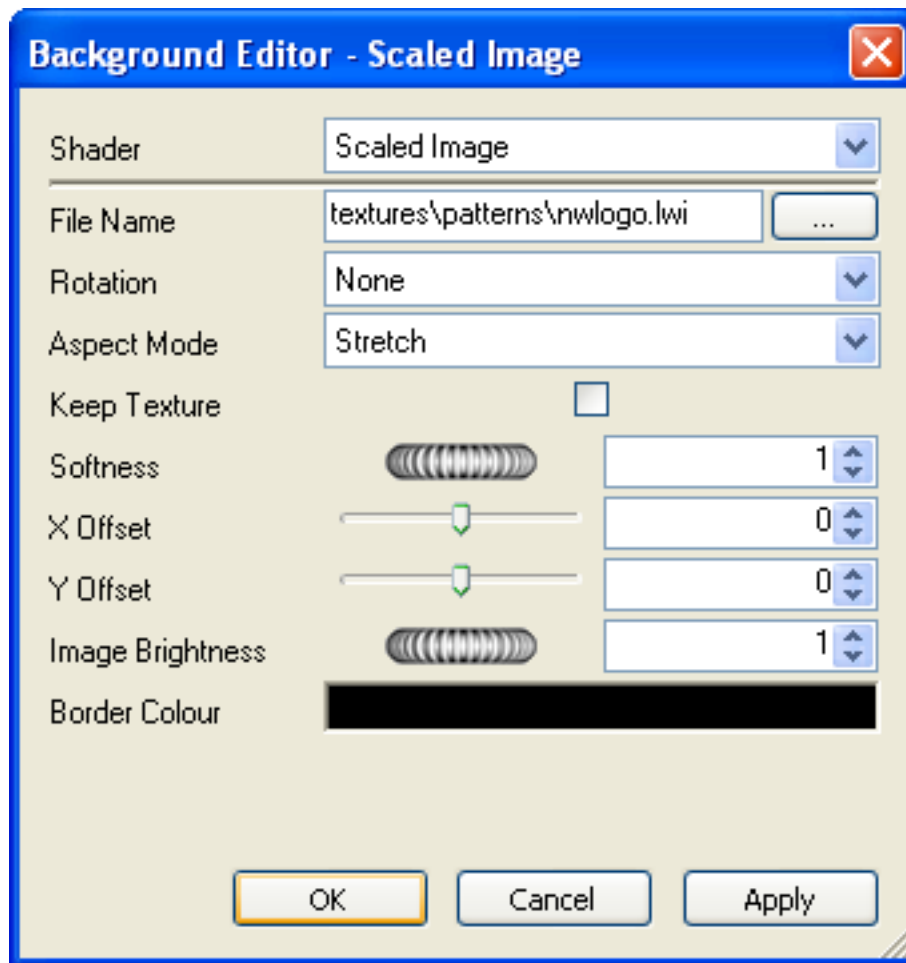 Background Editor - Scaled Image
Shader Scaled Image
File Name textures\patterns\nwlogo.lwi ...
Rotation None
Aspect Mode Stretch
Keep Texture
Softness 1
X Offset 0
Y Offset 0
Image Brightness 1
Border Colour
OK Cancel Apply